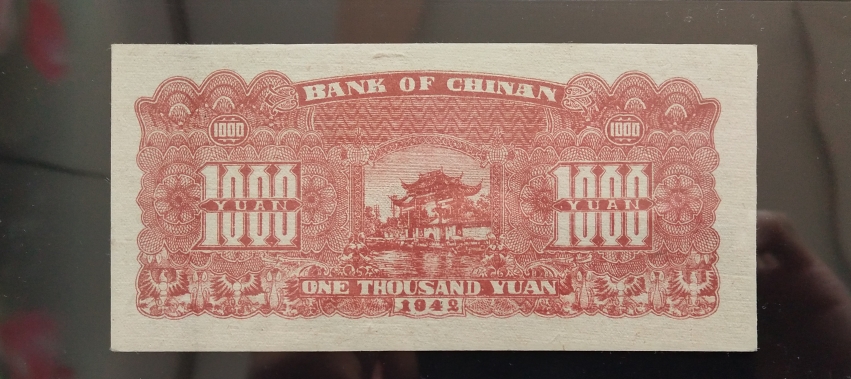 BANK OF CHINAN
1000
1000
1000
YUAN
1000
YUAN
ONE THOUSAND YUAN
1942